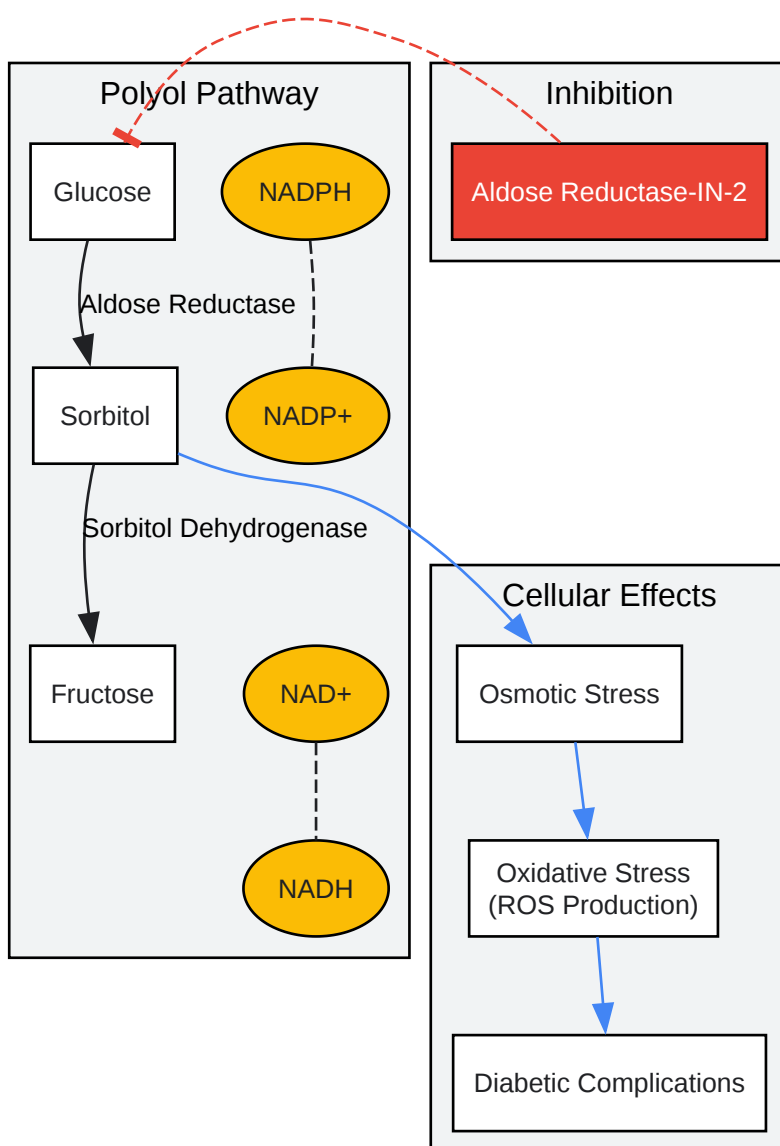 Polyol Pathway
Glucose
NADPH
Aldose Reductase
Sorbitol
NADP+
Sorbitol Dehydrogenase
Fructose
NAD+
NADH
Inhibition
Aldose Reductase-IN-2
Cellular Effects
Osmotic Stress
Oxidative Stress
(ROS Production)
Diabetic Complications